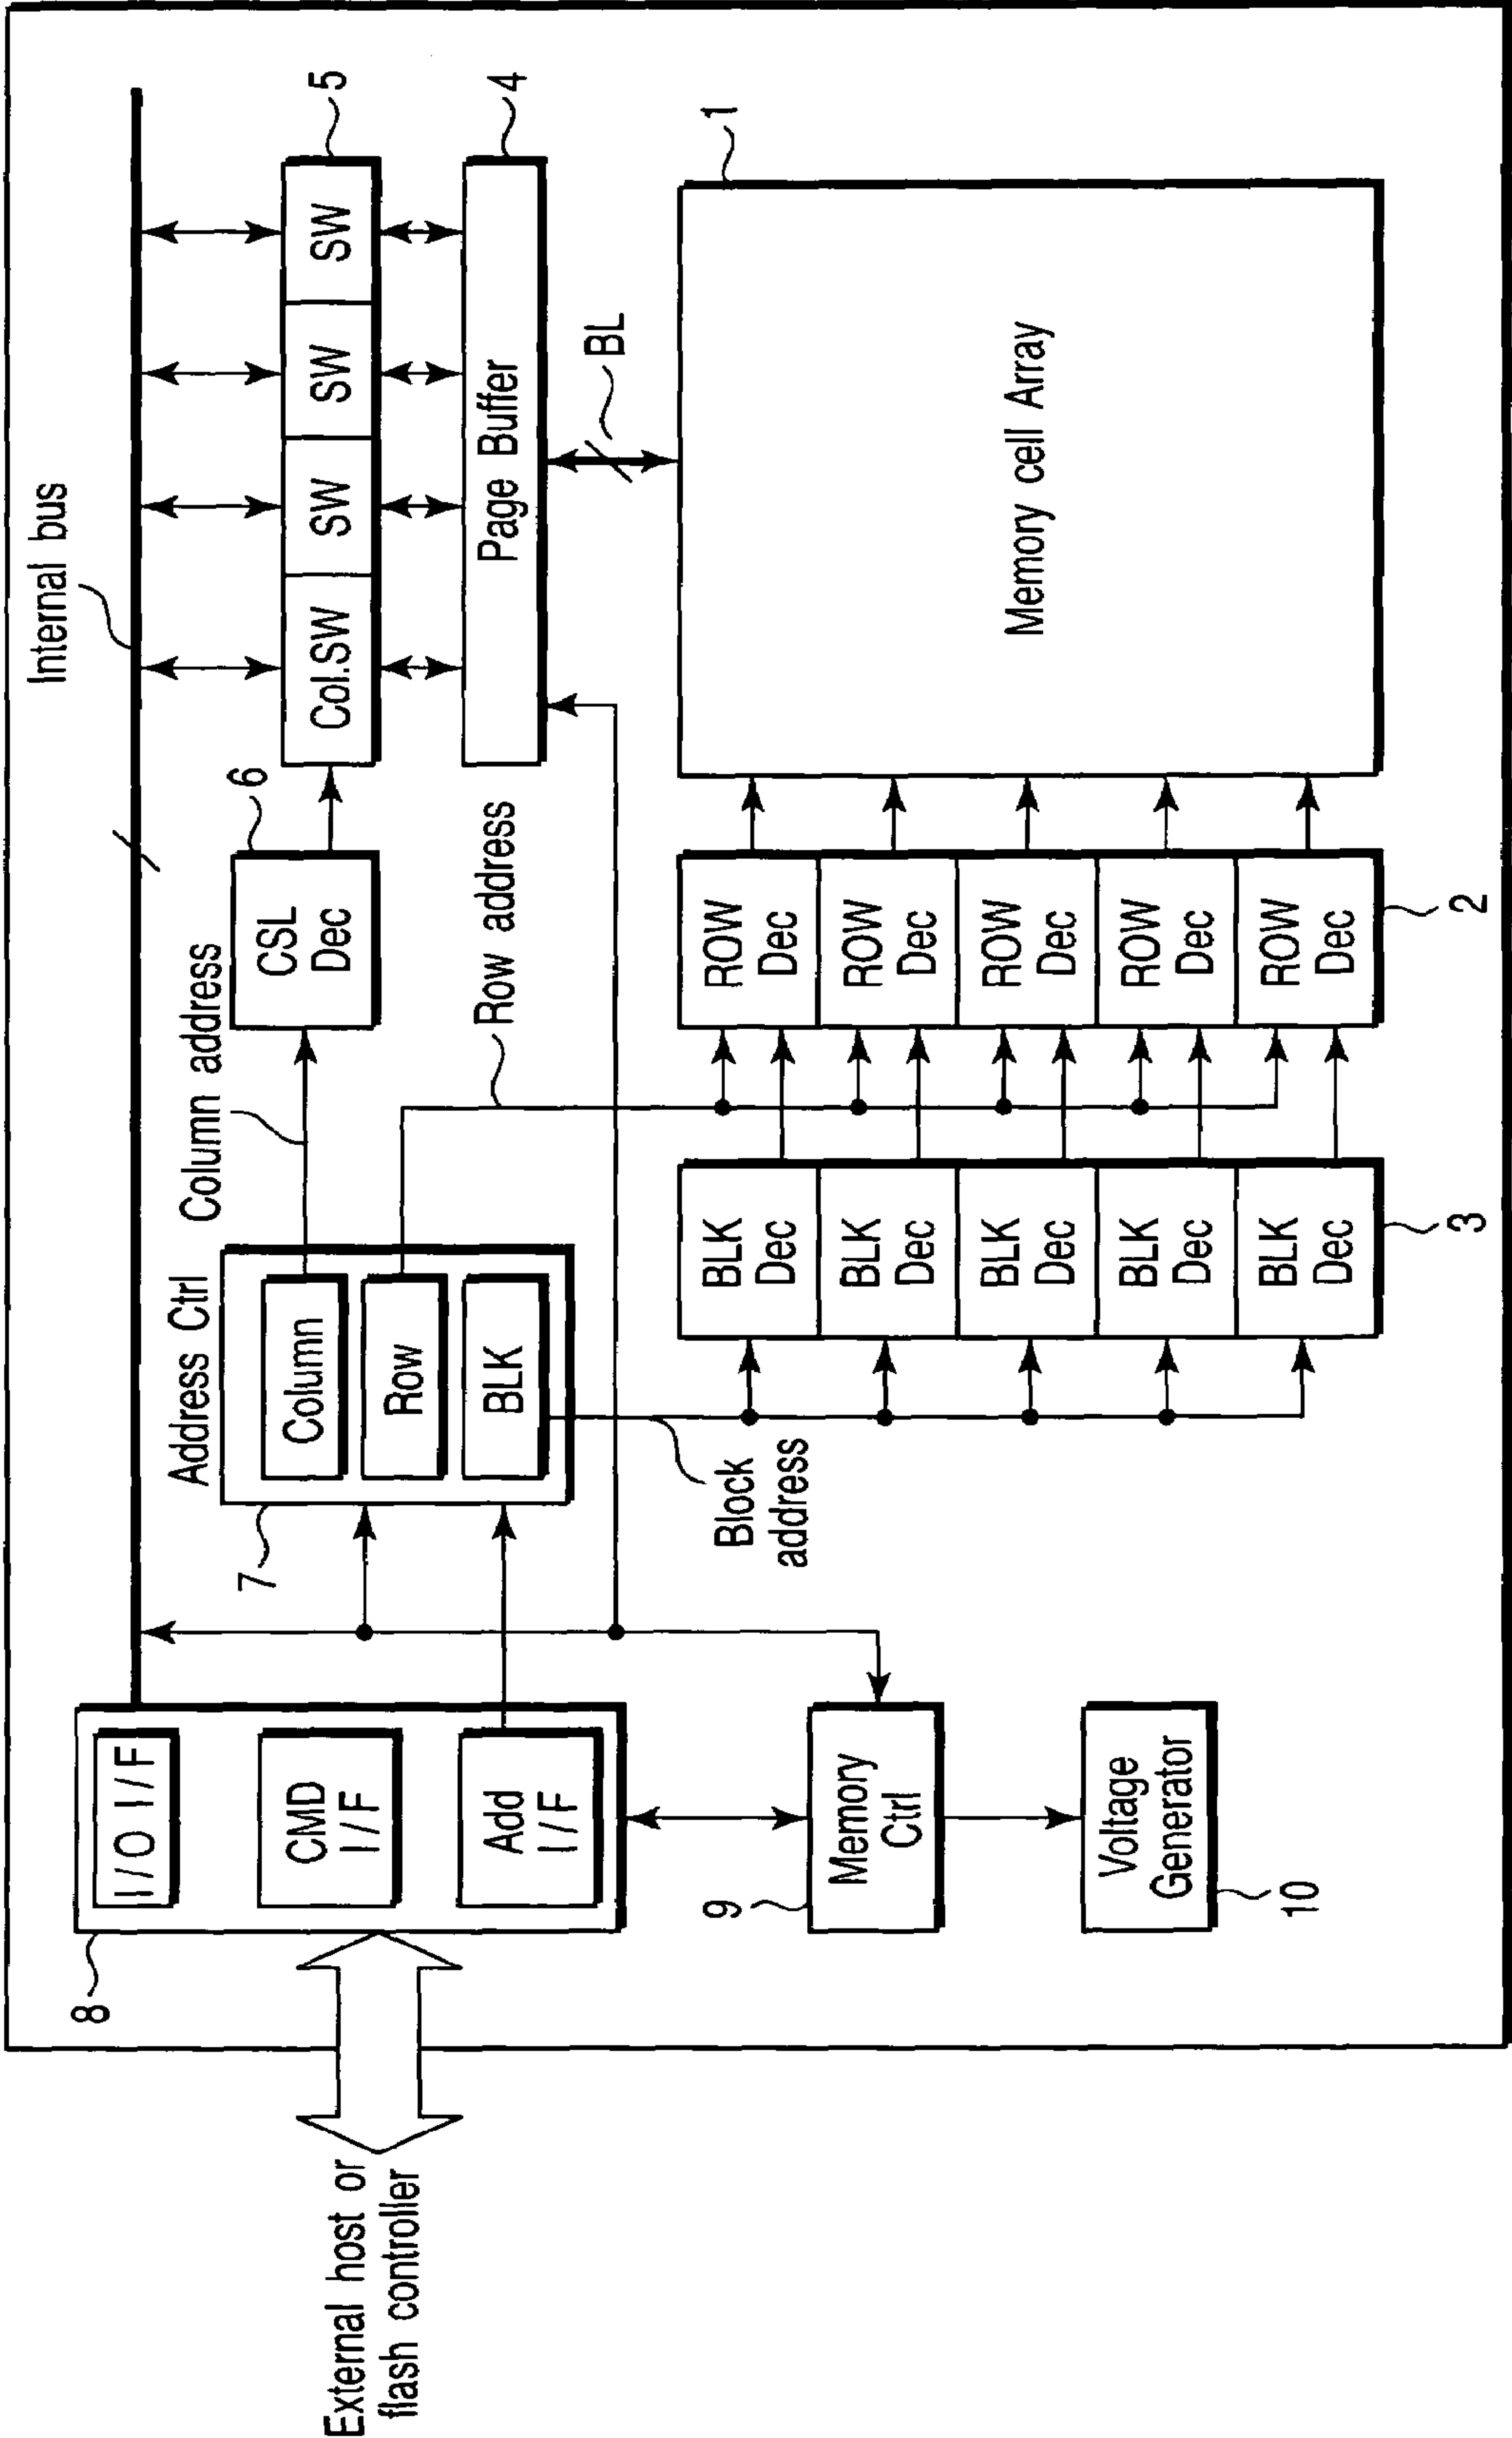 Internal bus
5
SW
SW
SW
Col.SW
4
Page Buffer
BL
1
Memory cell Array
6
CSL
Dec
Column address
Row address
ROW
Dec
ROW
Dec
ROW
Dec
ROW
Dec
ROW
Dec
2
BLK
Dec
BLK
Dec
BLK
Dec
BLK
Dec
BLK
Dec
3
Address Ctrl
Column
Row
BLK
7
Block
address
I/O I/F
CMD
I/F
Add
I/F
8
Memory
Ctrl
9
Voltage
Generator
10
External host or
flash controller